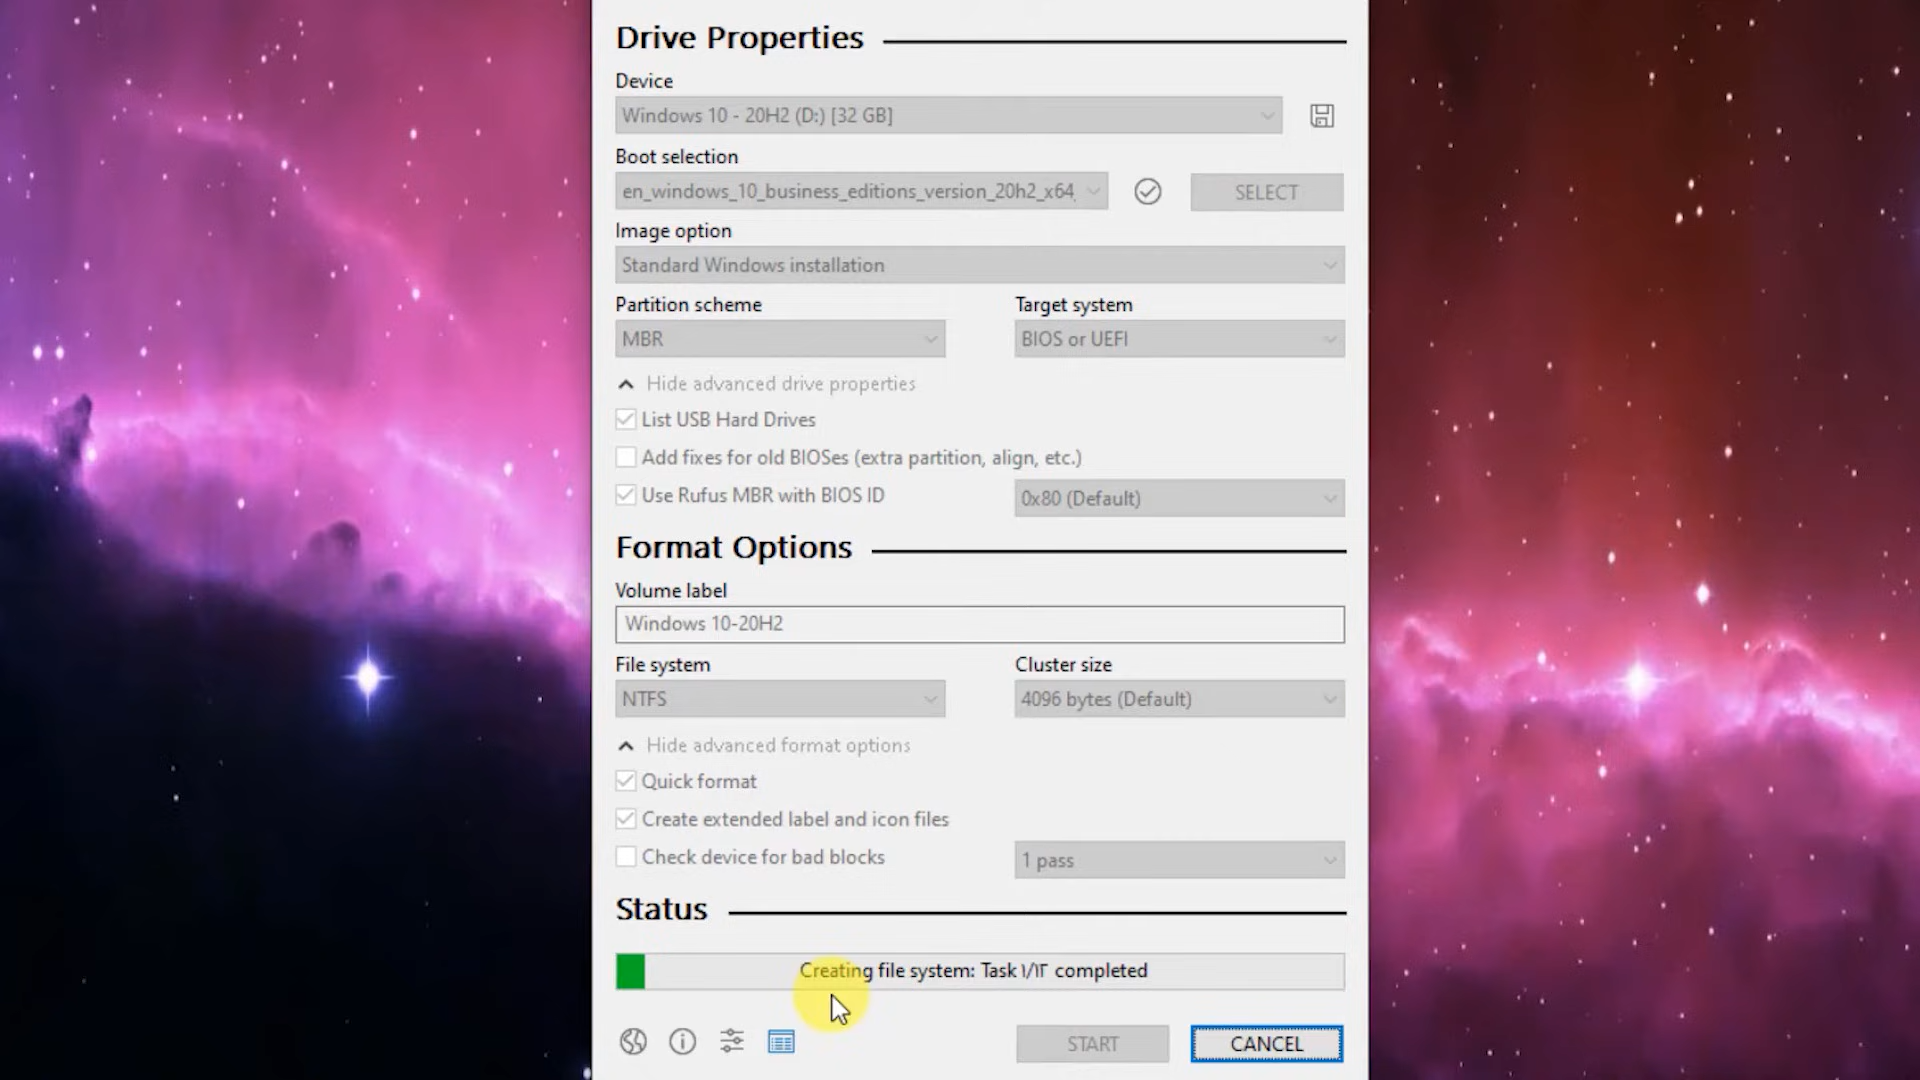 Drive Properties
Device
Windows 10 - 20H2 (D:) [32 GB]
Boot selection
en_windows_10_business_editions_version_20h2_x64_
SELECT
Image option
Standard Windows installation
Partition scheme
Target system
MBR
BIOS or UEFI
Hide advanced drive properties
List USB Hard Drives
Add fixes for old BIOSes (extra partition, align, etc.)
Use Rufus MBR with BIOS ID
0x80 (Default)
Format Options
Volume label
Windows 10-20H2
File system
Cluster size
NTFS
4096 bytes (Default)
Hide advanced format options
Quick format
Create extended label and icon files
Check device for bad blocks
1 pass
Status
Creating file system: Task ۱/۱۳ completed
START
CANCEL